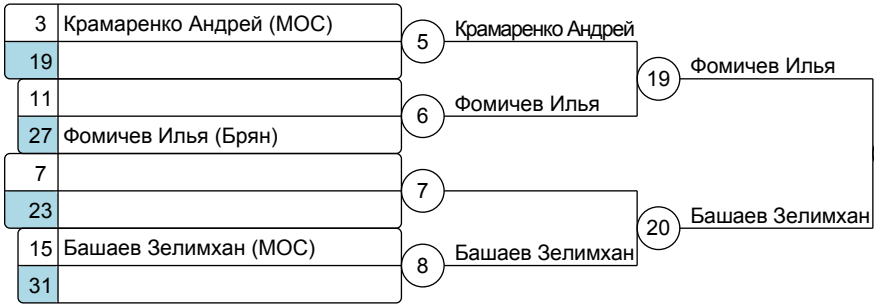 3 Крамаренко Андрей (МОС)
19
5 Крамаренко Андрей
11
27 Фомичев Илья (Брян)
6 Фомичев Илья
19 Фомичев Илья
7
23
7
15 Башаев Зелимхан (МОС)
31
8 Башаев Зелимхан
20 Башаев Зелимхан